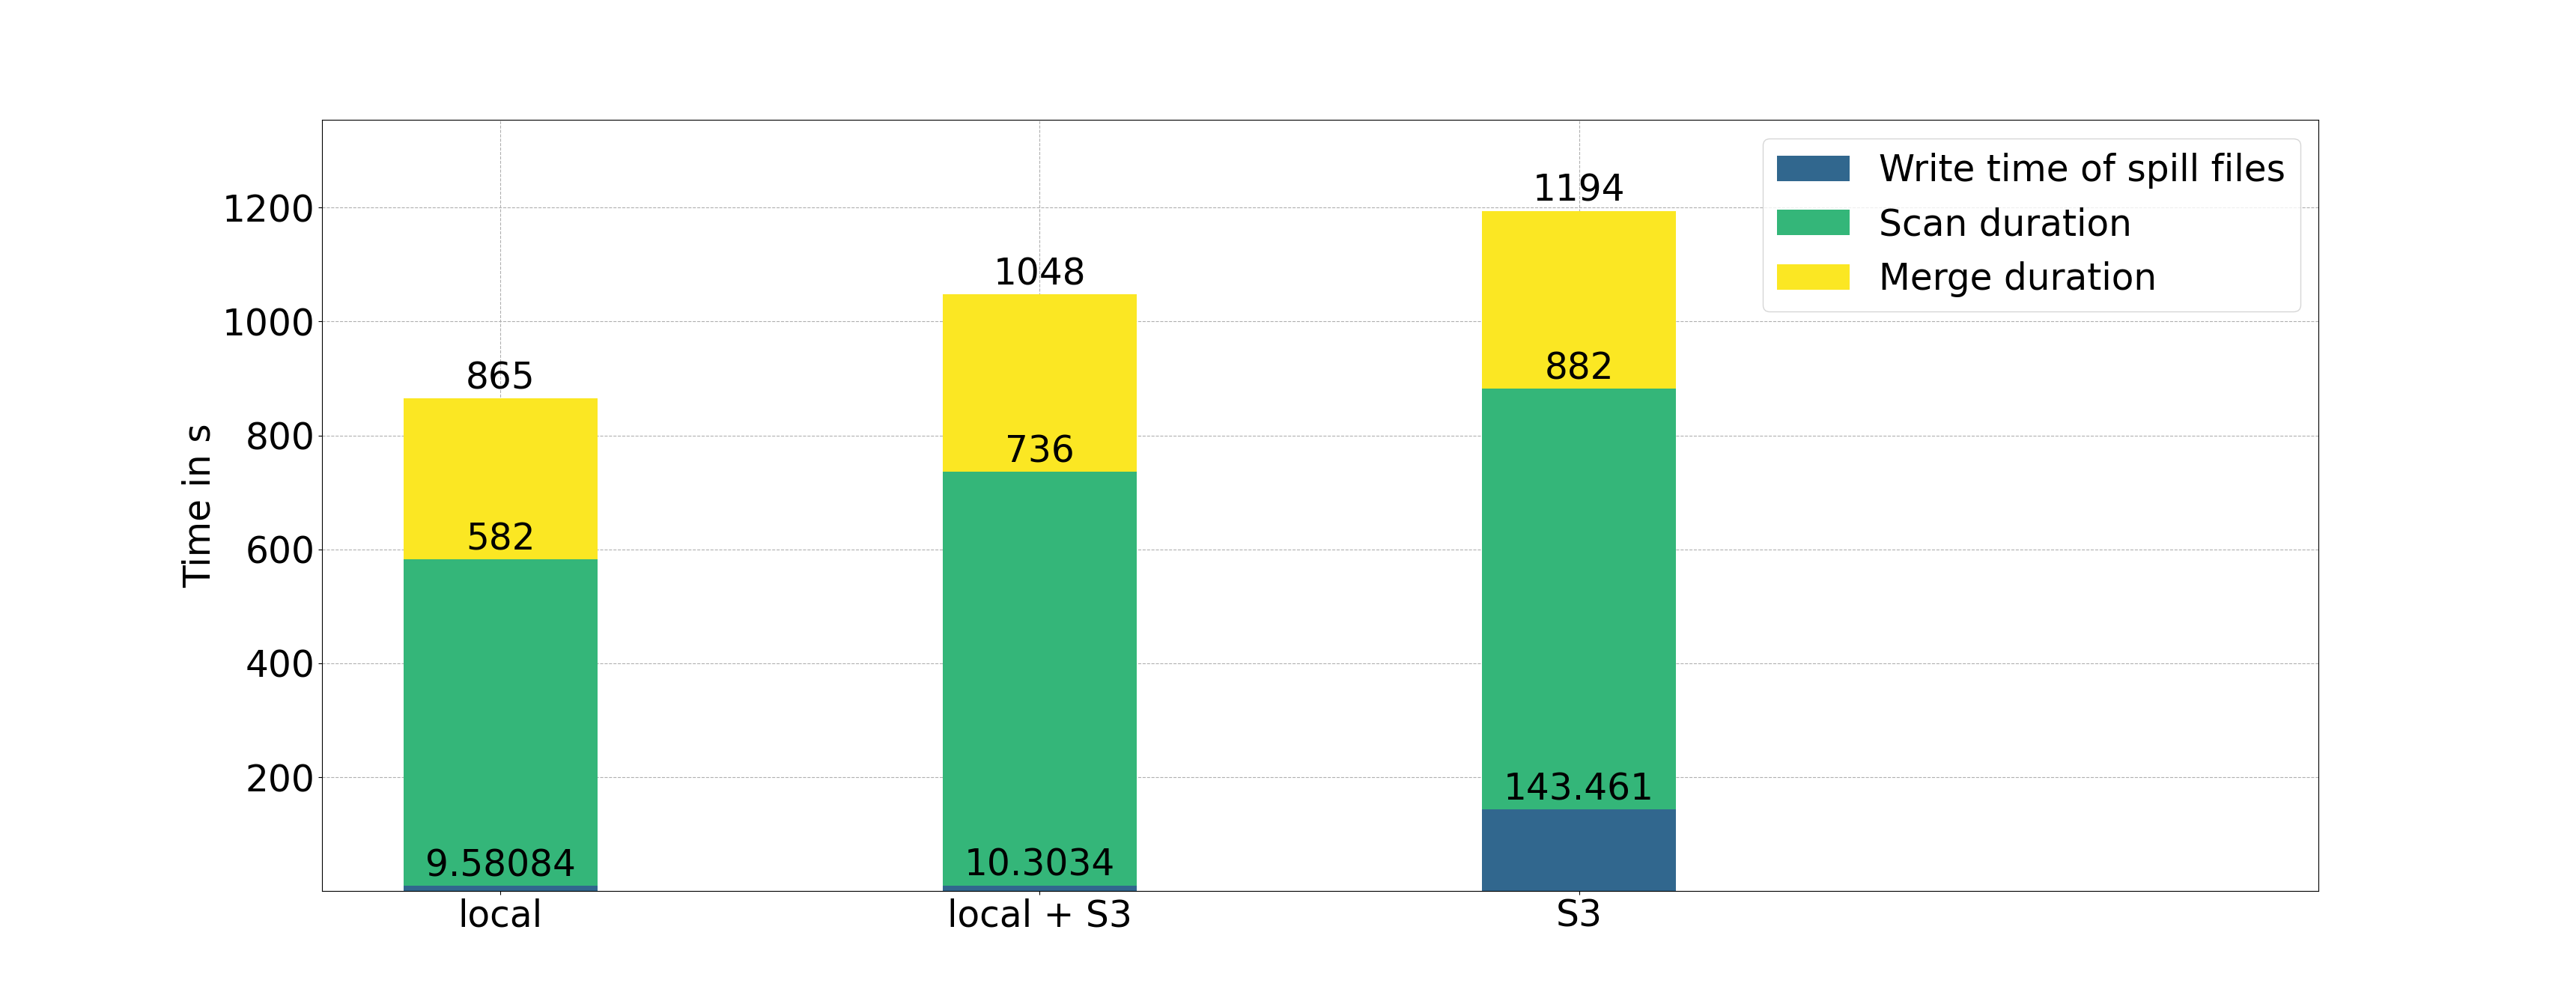 Time in s
1200
1000
800
600
400
200
865
582
9.58084
1048
736
10.3034
1194
882
143.461
local
local + S3
S3
Write time of spill files
Scan duration
Merge duration